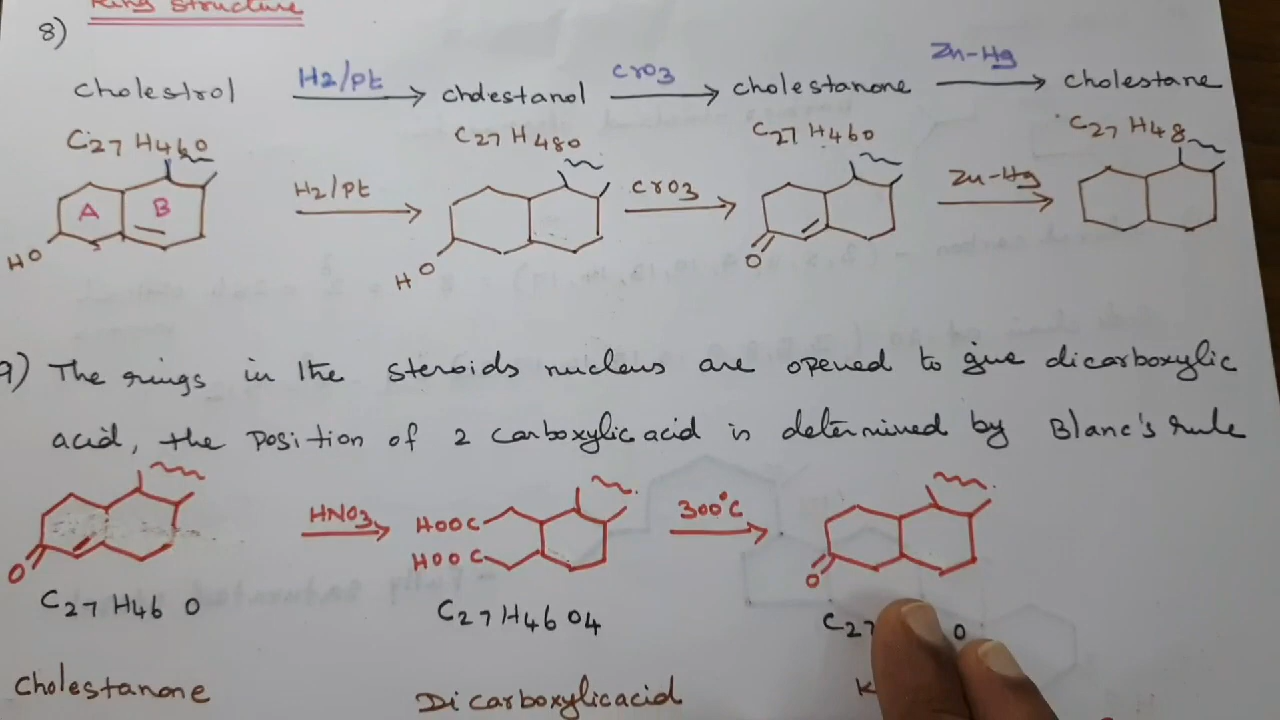 Ring structure
8)
cholestrol H2/Pt cholestanol CrO3 cholestanone Zn-Hg cholestane
C27 H46O C27 H48O C27 H46O C27 H48
A B H2/Pt CrO3 Zn-Hg
HO HO O
9) The rings in the steroids nucleus are opened to give dicarboxylic
acid, the position of 2 carboxylic acid is determined by Blanc's rule
HNO3 HOOC 300°C
O HOOC O
C27 H46 O C27 H46 O4 C27 O
Cholestanone Dicarboxylicacid K